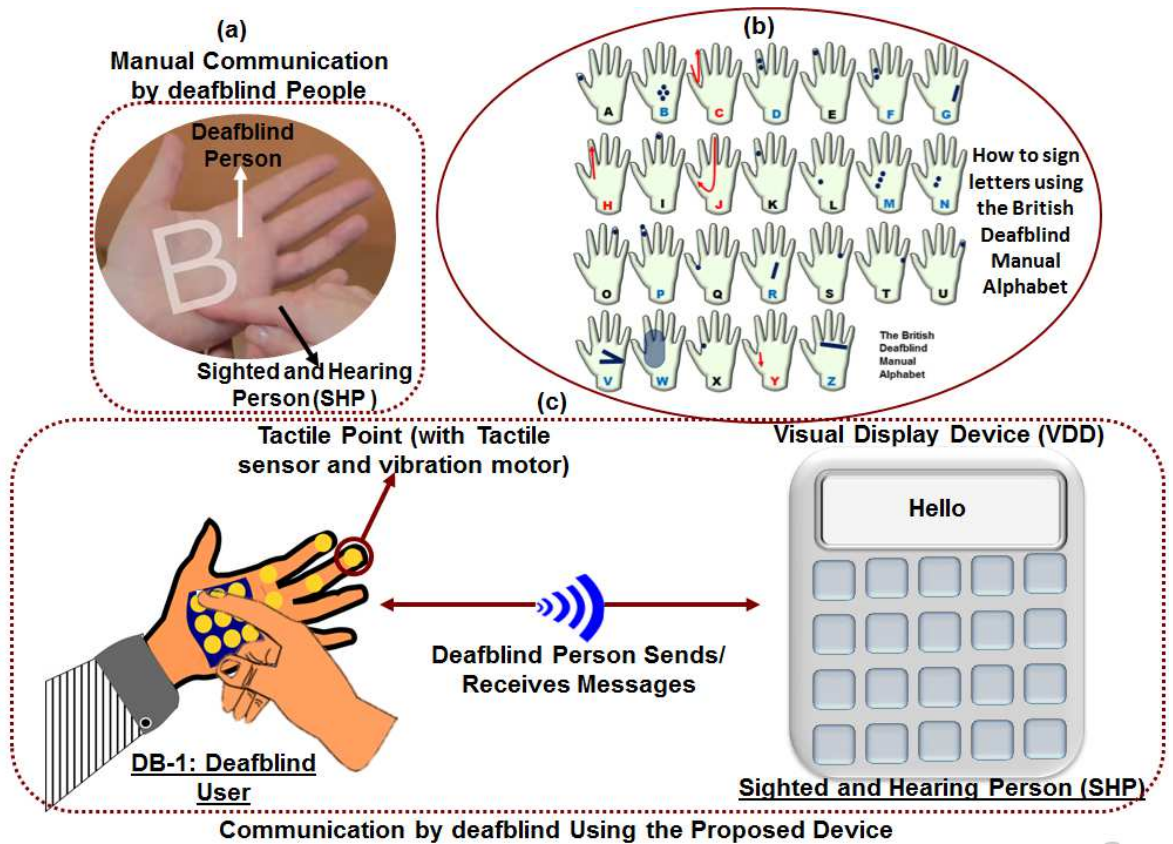 (a)
Manual Communication
by deafblind People
Deafblind
Person
B
Sighted and Hearing
Person (SHP )
(b)
A B C D E F G
H I J K L M N
O P Q R S T U
V W X Y Z
How to sign
letters using
the British
Deafblind
Manual
Alphabet
The British
Deafblind
Manual
Alphabet
(c)
Tactile Point (with Tactile
sensor and vibration motor)
Visual Display Device (VDD)
Hello
Deafblind Person Sends/
Receives Messages
DB-1: Deafblind
User
Sighted and Hearing Person (SHP)
Communication by deafblind Using the Proposed Device